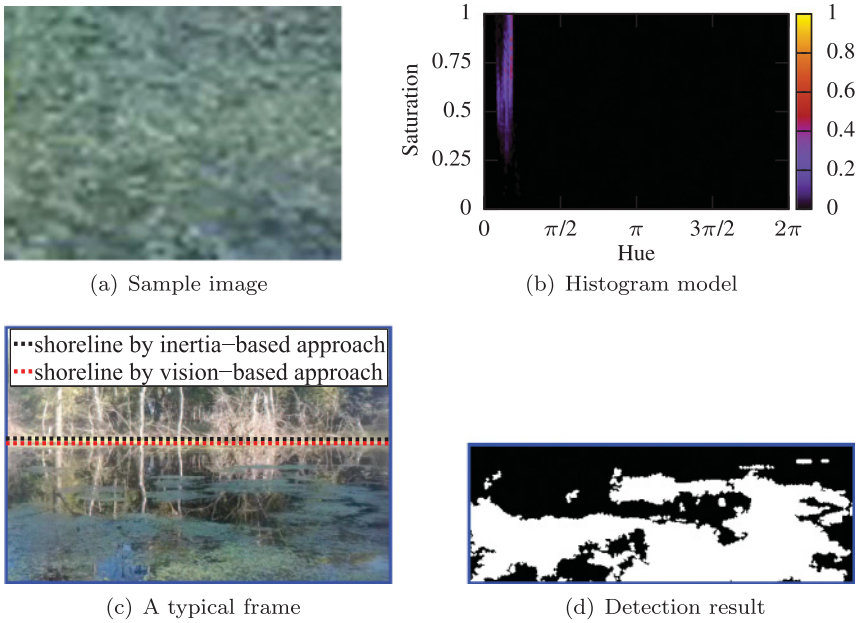 1
0.75
0.5
0.25
0
Saturation
0 π/2 π 3π/2 2π
Hue
1
0.8
0.6
0.4
0.2
0
(a) Sample image
(b) Histogram model
shoreline by inertia−based approach
shoreline by vision−based approach
(c) A typical frame
(d) Detection result